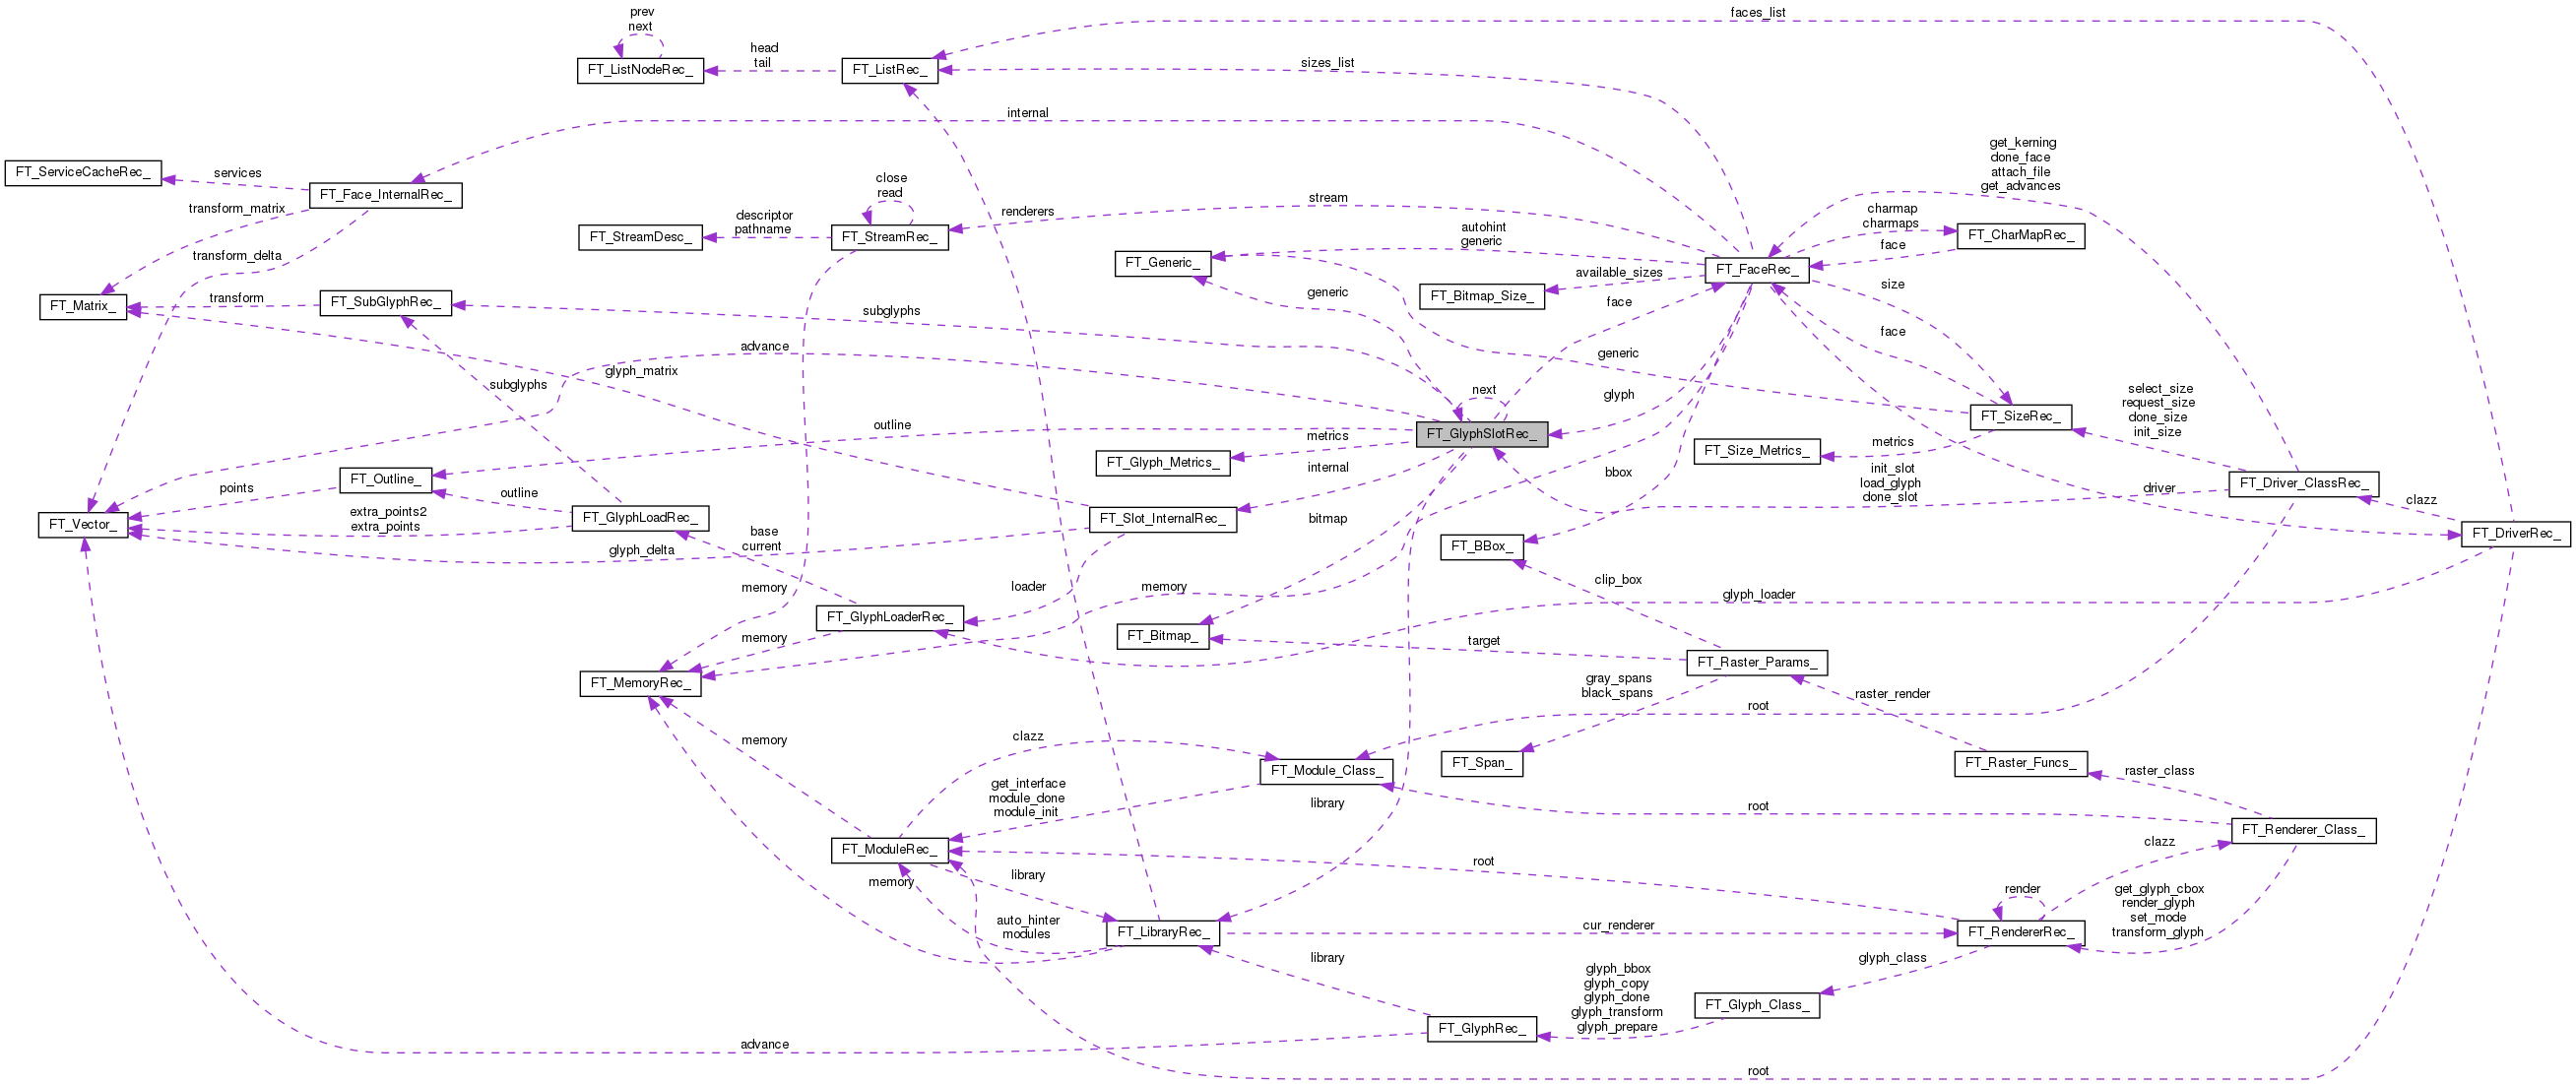 faces_list
prev
next
FT_ListNodeRec_
head
tail
FT_ListRec_
sizes_list
internal
get_kerning
done_face
attach_file
get_advances
FT_ServiceCacheRec_
services
FT_Face_InternalRec_
close
read
transform_matrix
descriptor
pathname
FT_StreamDesc_
FT_StreamRec_
renderers
stream
charmap
charmaps
FT_CharMapRec_
face
autohint
generic
FT_Generic_
FT_FaceRec_
transform_delta
available_sizes
FT_Bitmap_Size_
size
FT_Matrix_
transform
FT_SubGlyphRec_
subglyphs
generic
face
face
advance
glyph_matrix
generic
subglyphs
next
glyph
select_size
request_size
done_size
init_size
FT_SizeRec_
outline
FT_GlyphSlotRec_
metrics
FT_Glyph_Metrics_
internal
metrics
FT_Size_Metrics_
bbox
init_slot
load_glyph
done_slot
FT_Driver_ClassRec_
driver
clazz
FT_Outline_
points
outline
FT_Vector_
extra_points2
extra_points
FT_GlyphLoadRec_
FT_Slot_InternalRec_
bitmap
FT_DriverRec_
base
current
glyph_delta
FT_BBox_
memory
loader
memory
clip_box
glyph_loader
FT_GlyphLoaderRec_
memory
FT_Bitmap_
target
FT_MemoryRec_
FT_Raster_Params_
gray_spans
black_spans
raster_render
root
memory
clazz
FT_Module_Class_
FT_Span_
FT_Raster_Funcs_
raster_class
get_interface
module_done
module_init
library
root
FT_Renderer_Class_
FT_ModuleRec_
clazz
root
library
memory
render
get_glyph_cbox
render_glyph
set_mode
transform_glyph
auto_hinter
modules
FT_LibraryRec_
cur_renderer
FT_RendererRec_
library
glyph_class
glyph_bbox
glyph_copy
glyph_done
glyph_transform
glyph_prepare
FT_Glyph_Class_
FT_GlyphRec_
advance
root